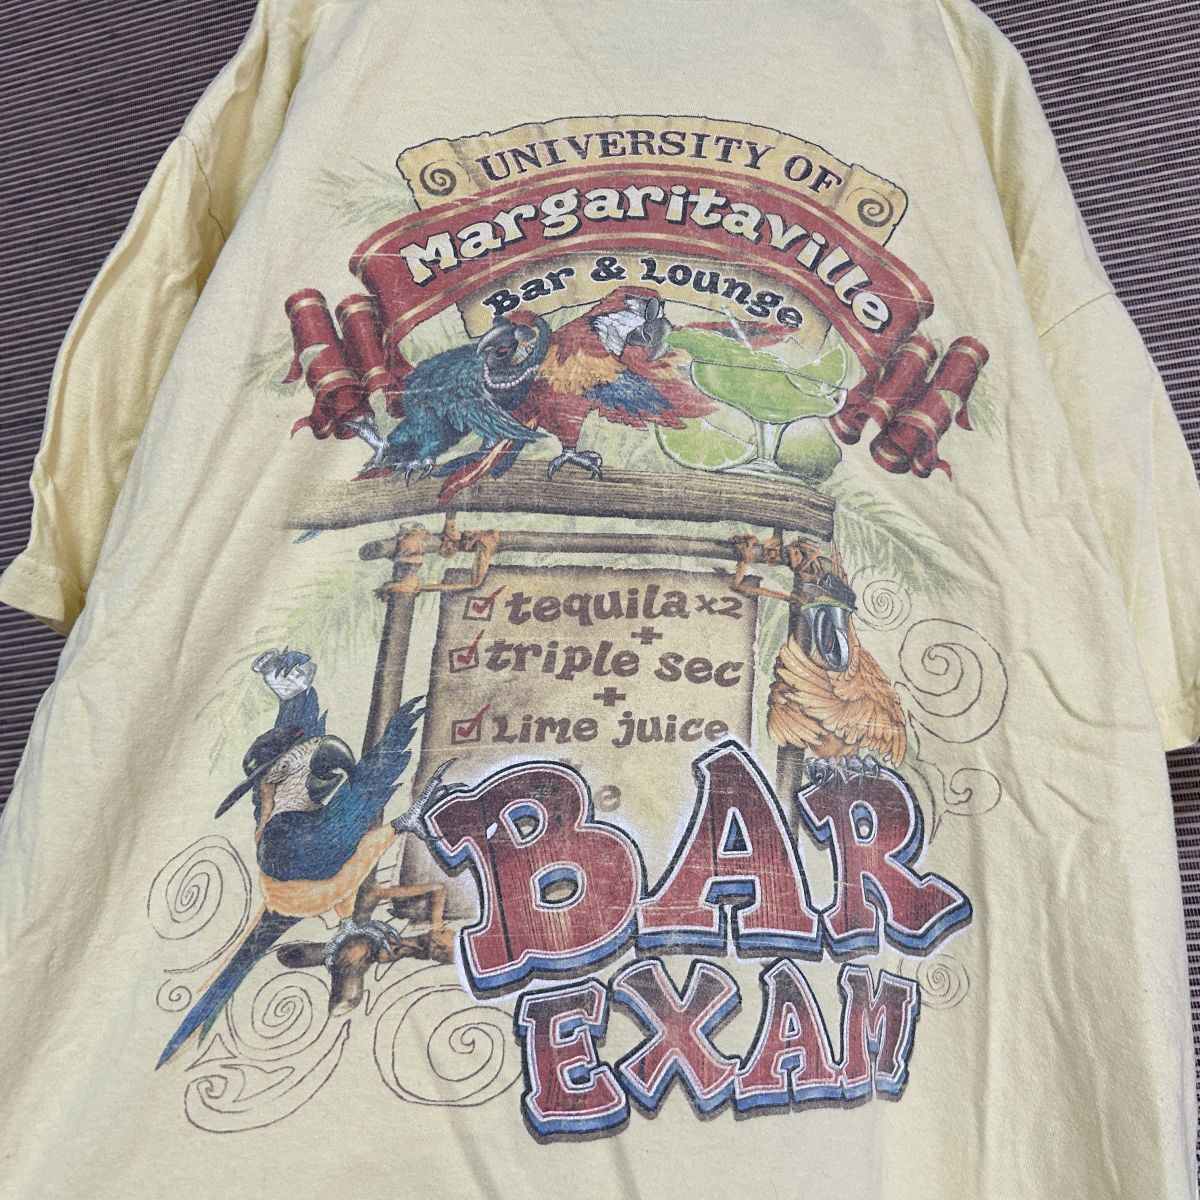 UNIVERSITY OF
Margaritaville
Bar & Lounge
tequila x2
+
triple sec
+
Lime juice
BAR
EXAM